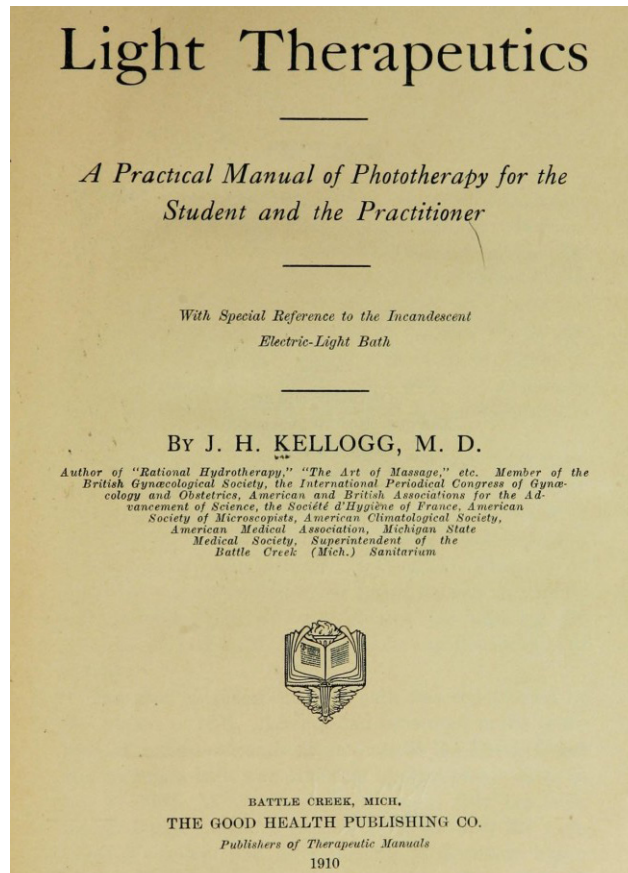 Light Therapeutics
A Practical Manual of Phototherapy for the
Student and the Practitioner
With Special Reference to the Incandescent
Electric-Light Bath
BY J. H. KELLOGG, M. D.
Author of "Rational Hydrotherapy," "The Art of Massage," etc. Member of the
British Gynæcological Society, the International Periodical Congress of Gynæ-
cology and Obstetrics, American and British Associations for the Ad-
vancement of Science, the Société d'Hygiène of France, American
Society of Microscopists, American Climatological Society,
American Medical Association, Michigan State
Medical Society, Superintendent of the
Battle Creek (Mich.) Sanitarium
BATTLE CREEK, MICH.
THE GOOD HEALTH PUBLISHING CO.
Publishers of Therapeutic Manuals
1910